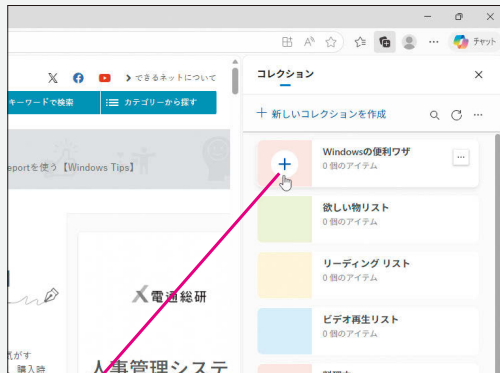 チャット
できるネットについて
キーワードで検索
カテゴリーから探す
eportを使う【Windows Tips】
電通総研
人事管理システ
気がす
購入時
コレクション
新しいコレクションを作成
Windowsの便利ワザ
0 個のアイテム
欲しい物リスト
0 個のアイテム
リーディング リスト
0 個のアイテム
ビデオ再生リスト
0 個のアイテム